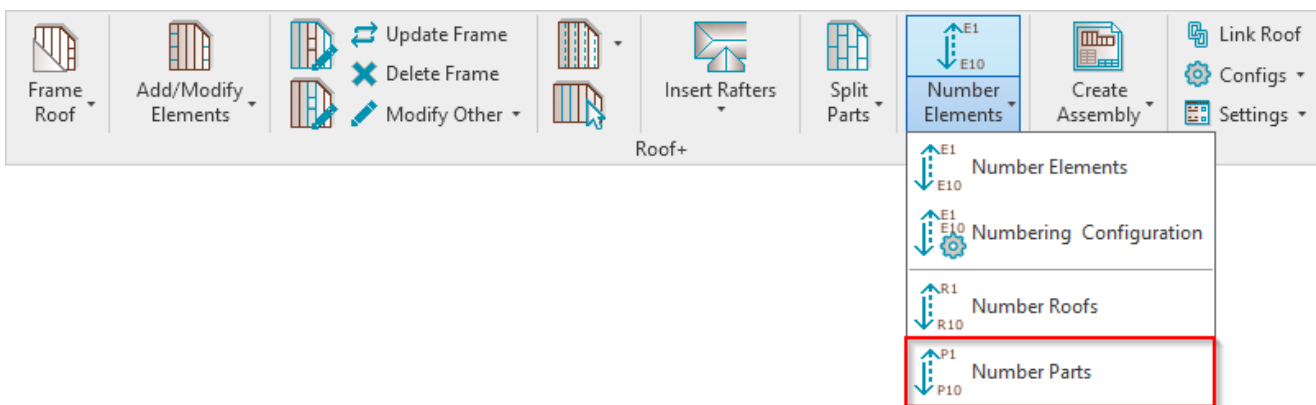 Frame
Roof
Add/Modify
Elements
Update Frame
Delete Frame
Modify Other
Insert Rafters
Split
Parts
E1
E10
Number
Elements
Create
Assembly
Link Roof
Configs
Settings
Roof+
E1
E10
Number Elements
E1
E10
Numbering Configuration
R1
R10
Number Roofs
P1
P10
Number Parts